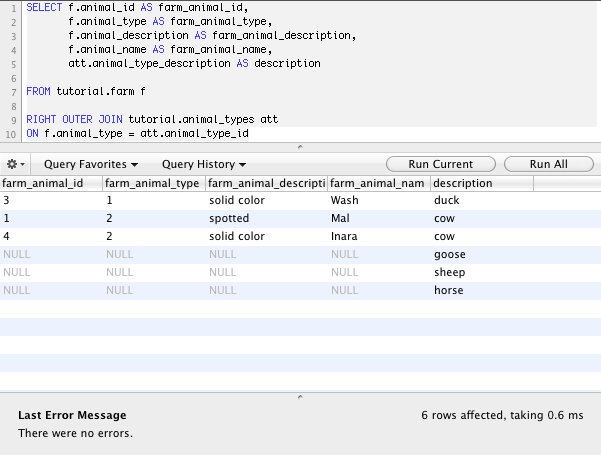 1 SELECT f.animal_id AS farm_animal_id,
2 f.animal_type AS farm_animal_type,
3 f.animal_description AS farm_animal_description,
4 f.animal_name AS farm_animal_name,
5 att.animal_type_description AS description
6
7 FROM tutorial.farm f
8
9 RIGHT OUTER JOIN tutorial.animal_types att
10 ON f.animal_type = att.animal_type_id
Query Favorites Query History Run Current Run All
farm_animal_id farm_animal_type farm_animal_descripti farm_animal_nam description
3 1 solid color Wash duck
1 2 spotted Mal cow
4 2 solid color Inara cow
NULL NULL NULL NULL goose
NULL NULL NULL NULL sheep
NULL NULL NULL NULL horse
Last Error Message 6 rows affected, taking 0.6 ms
There were no errors.